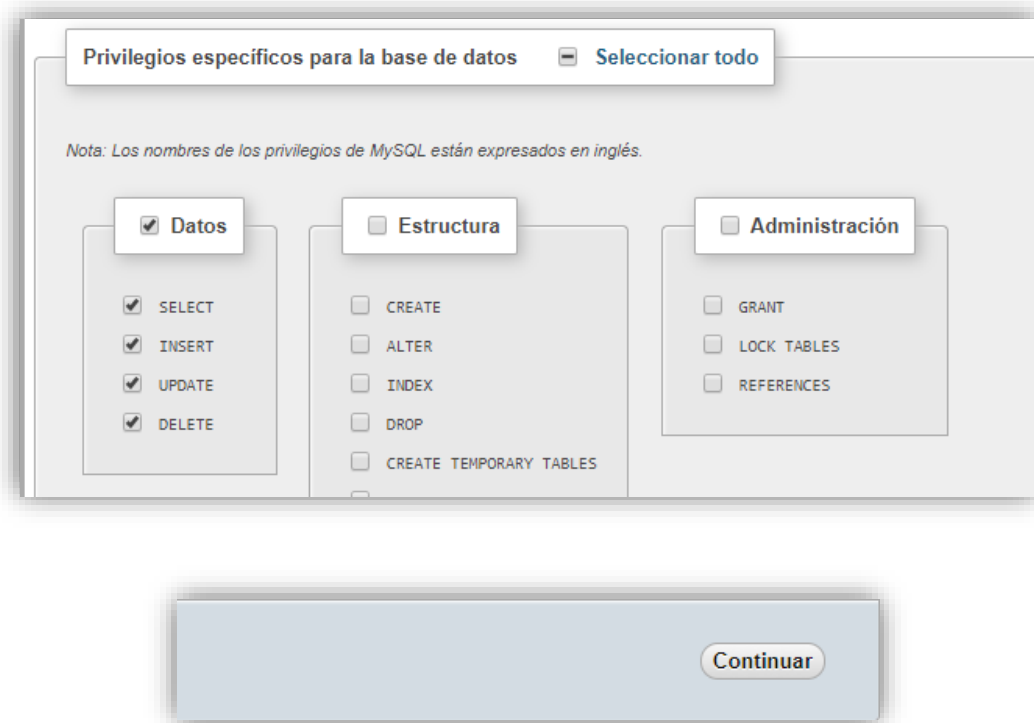 Privilegios específicos para la base de datos Seleccionar todo
Nota: Los nombres de los privilegios de MySQL están expresados en inglés.
Datos
SELECT
INSERT
UPDATE
DELETE
Estructura
CREATE
ALTER
INDEX
DROP
CREATE TEMPORARY TABLES
Administración
GRANT
LOCK TABLES
REFERENCES
Continuar